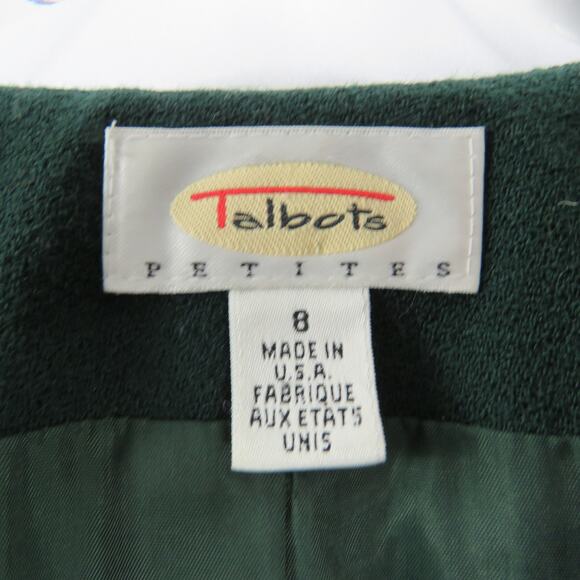 Talbots
PETITES
8
MADE IN
U.S.A.
FABRIQUE
AUX ETATS
UNIS